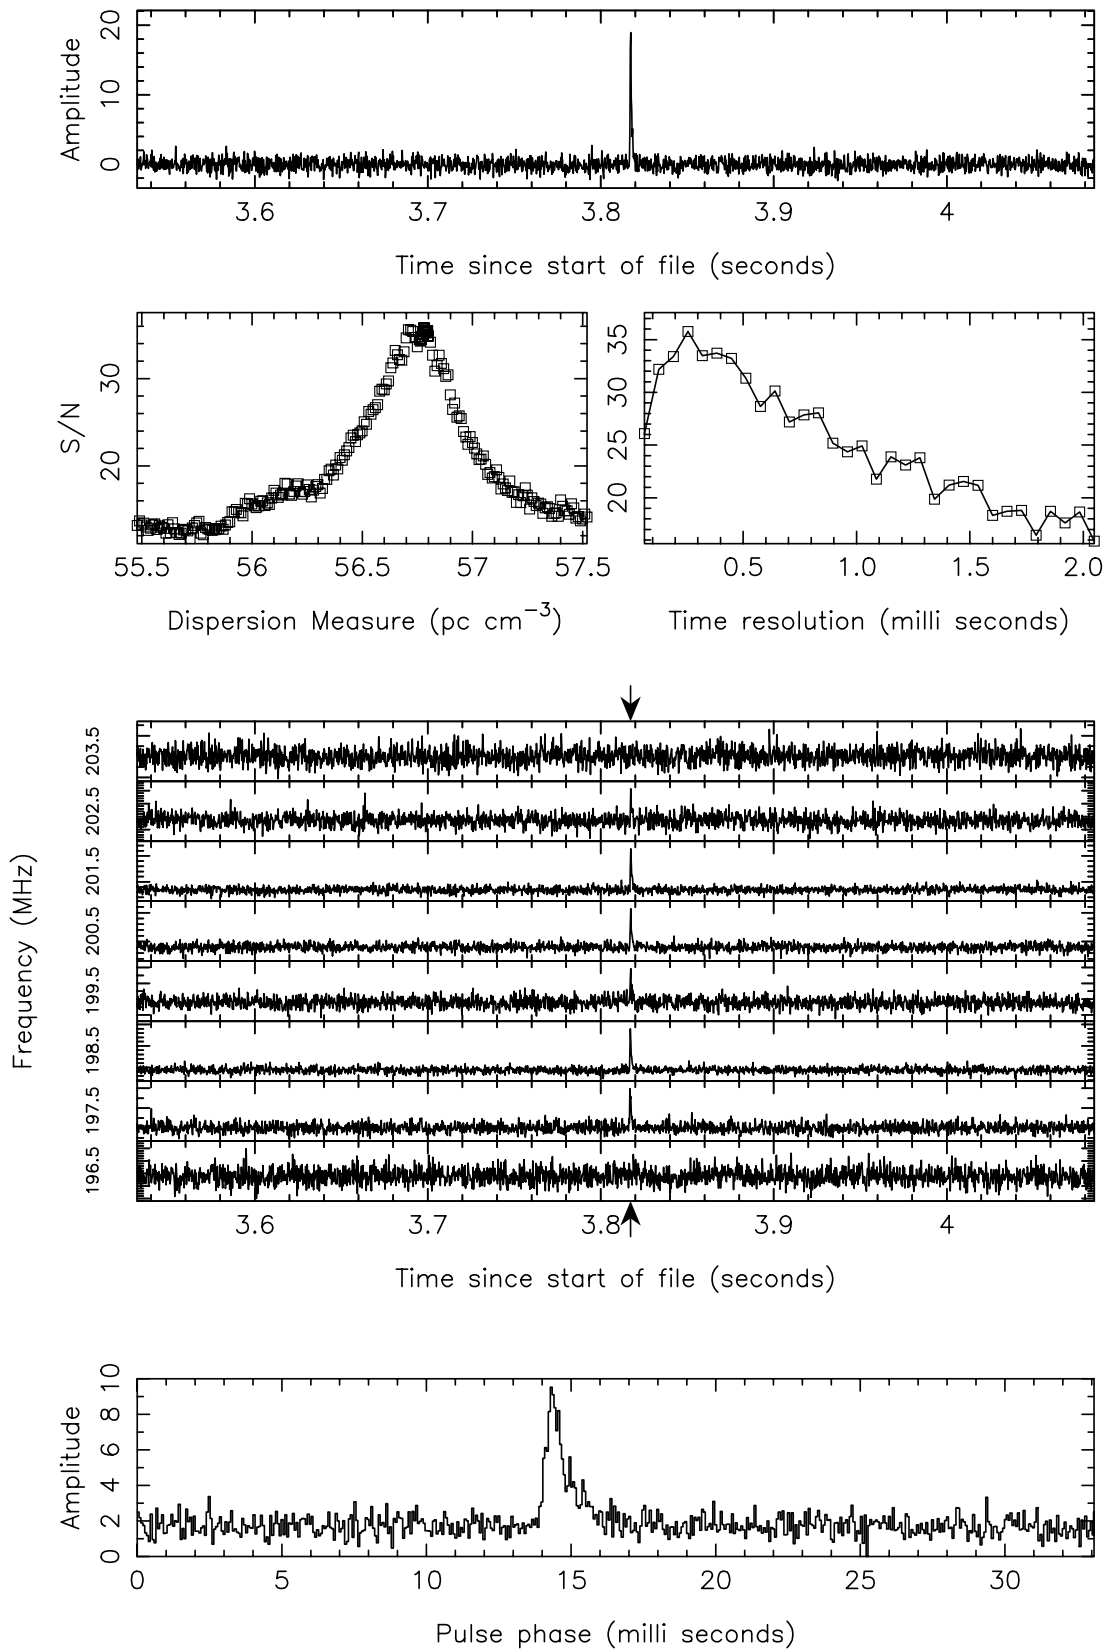 Amplitude
20
10
0
3.6 3.7 3.8 3.9 4
Time since start of file (seconds)
S/N
30
20
55.5 56 56.5 57 57.5
Dispersion Measure (pc cm⁻³)
35
30
25
20
0.5 1.0 1.5 2.0
Time resolution (milli seconds)
Frequency (MHz)
203.5
202.5
201.5
200.5
199.5
198.5
197.5
196.5
3.6 3.7 3.8 3.9 4
Time since start of file (seconds)
Amplitude
10
8
6
4
2
0
0 5 10 15 20 25 30
Pulse phase (milli seconds)